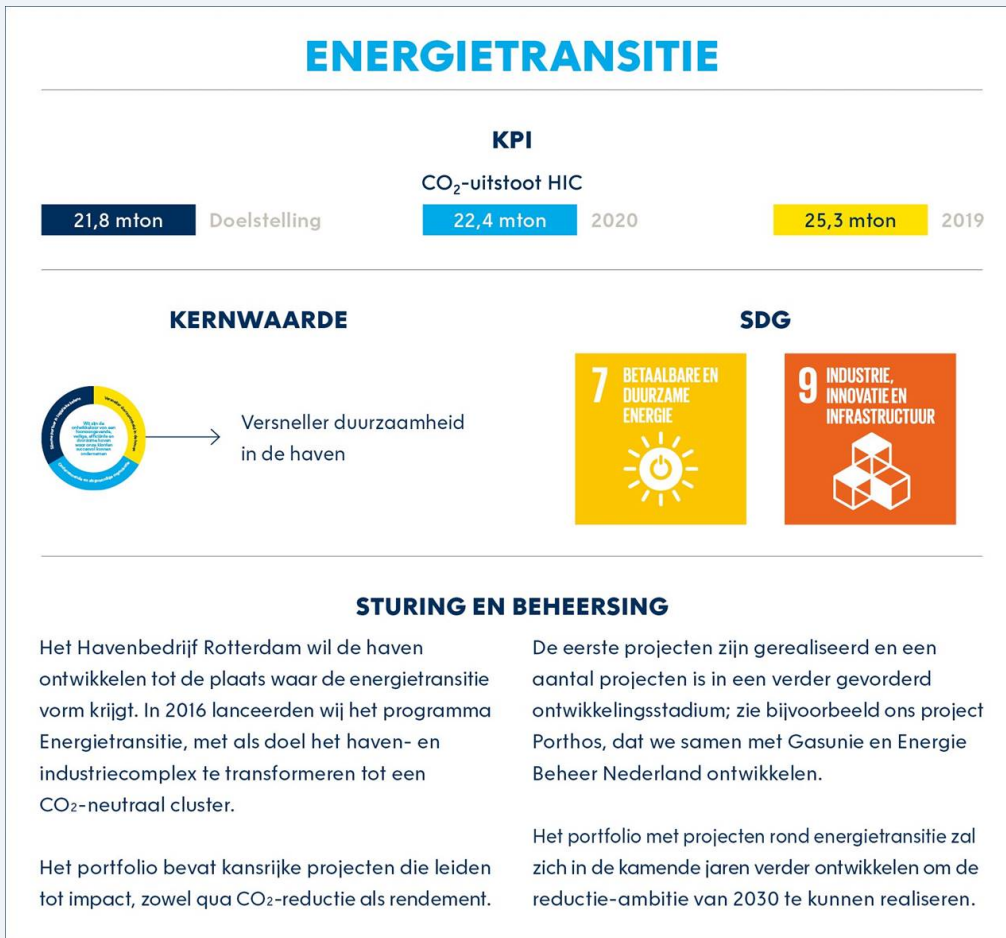 ENERGIETRANSITIE
KPI
CO₂-uitstoot HIC
21,8 mton Doelstelling 22,4 mton 2020 25,3 mton 2019
KERNWAARDE
Versneller duurzaamheid
in de haven
SDG
7 BETAALBARE EN
DUURZAME
ENERGIE
9 INDUSTRIE,
INNOVATIE EN
INFRASTRUCTUUR
STURING EN BEHEERSING
Het Havenbedrijf Rotterdam wil de haven
ontwikkelen tot de plaats waar de energietransitie
vorm krijgt. In 2016 lanceerden wij het programma
Energietransitie, met als doel het haven- en
industriecomplex te transformeren tot een
CO₂-neutraal cluster.
Het portfolio bevat kansrijke projecten die leiden
tot impact, zowel qua CO₂-reductie als rendement.
De eerste projecten zijn gerealiseerd en een
aantal projecten is in een verder gevorderd
ontwikkelingsstadium; zie bijvoorbeeld ons project
Porthos, dat we samen met Gasunie en Energie
Beheer Nederland ontwikkelen.
Het portfolio met projecten rond energietransitie zal
zich in de kamende jaren verder ontwikkelen om de
reductie-ambitie van 2030 te kunnen realiseren.